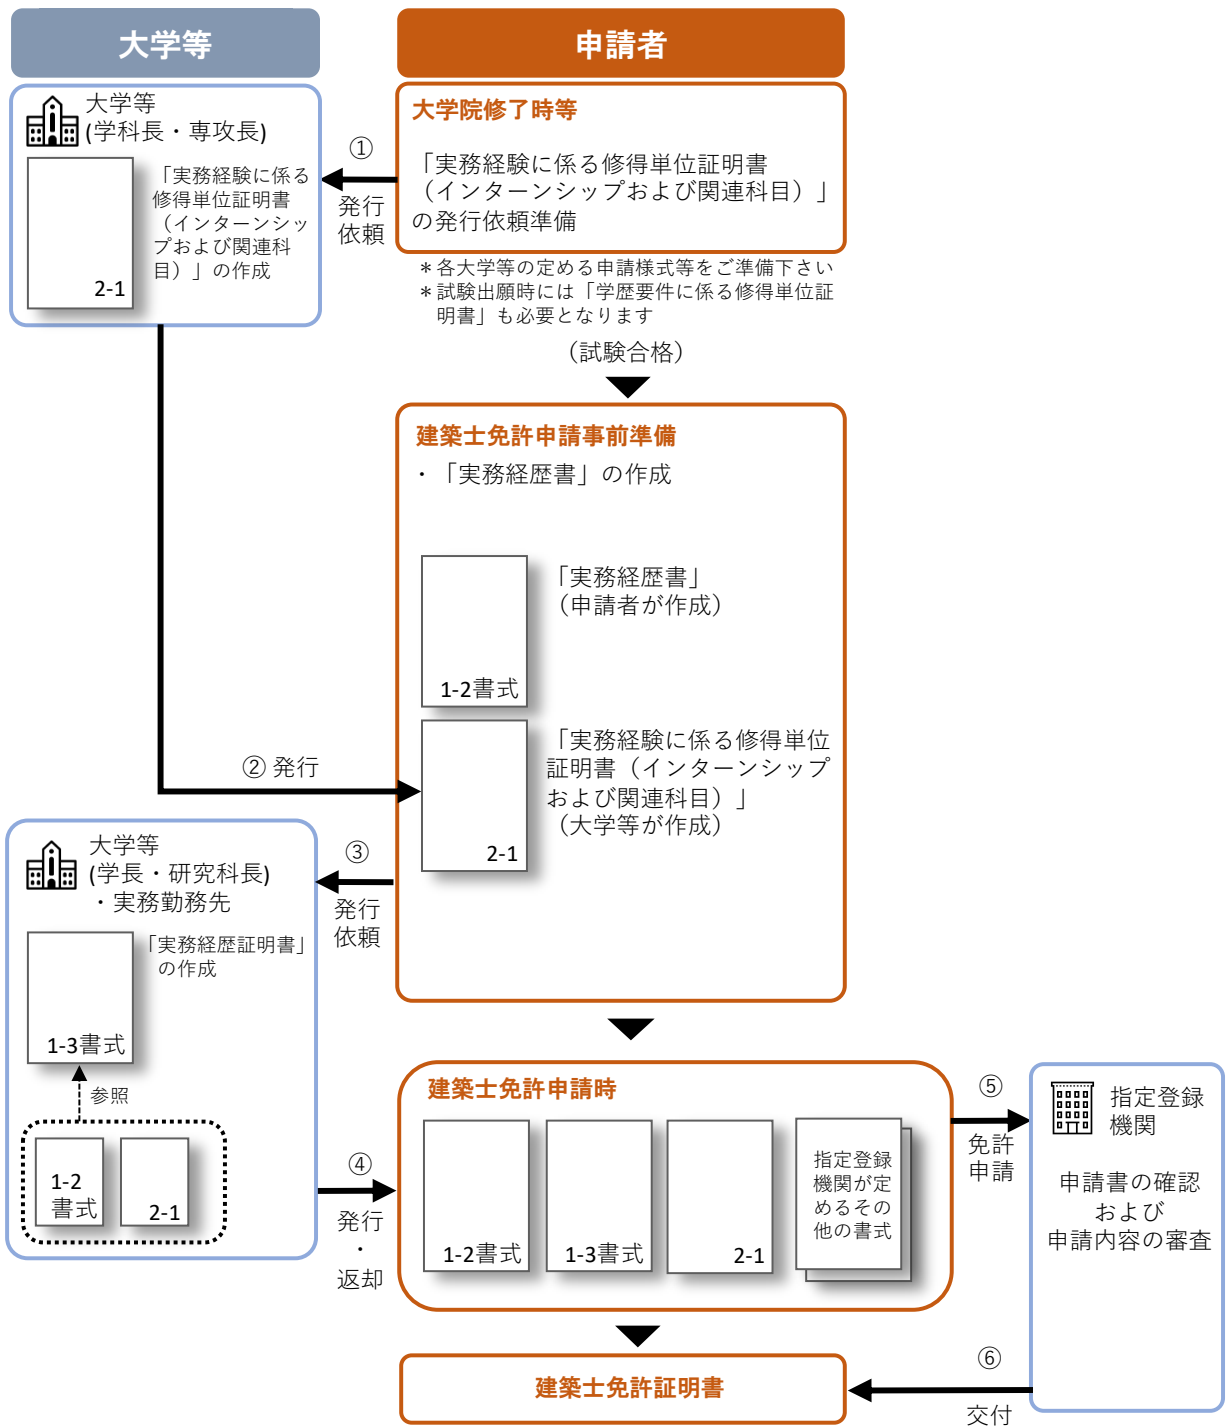 大学等
申請者
大学等
(学科長・専攻長)
「実務経験に係る
修得単位証明書
（インターンシッ
プおよび関連科
目）」の作成
2-1
①
発行
依頼
大学院修了時等
「実務経験に係る修得単位証明書
（インターンシップおよび関連科目）」
の発行依頼準備
＊各大学等の定める申請様式等をご準備下さい
＊試験出願時には「学歴要件に係る修得単位証
明書」も必要となります
（試験合格）
建築士免許申請事前準備
・「実務経歴書」の作成
「実務経歴書」
（申請者が作成）
1-2書式
② 発行
「実務経験に係る修得単位
証明書（インターンシップ
および関連科目）」
（大学等が作成）
2-1
③
発行
依頼
大学等
(学長・研究科長)
・実務勤務先
「実務経歴証明書」
の作成
1-3書式
参照
1-2
書式
2-1
④
発行
・
返却
建築士免許申請時
1-2書式
1-3書式
2-1
指定登録
機関が定
めるその
他の書式
⑤
免許
申請
指定登録
機関
申請書の確認
および
申請内容の審査
⑥
交付
建築士免許証明書